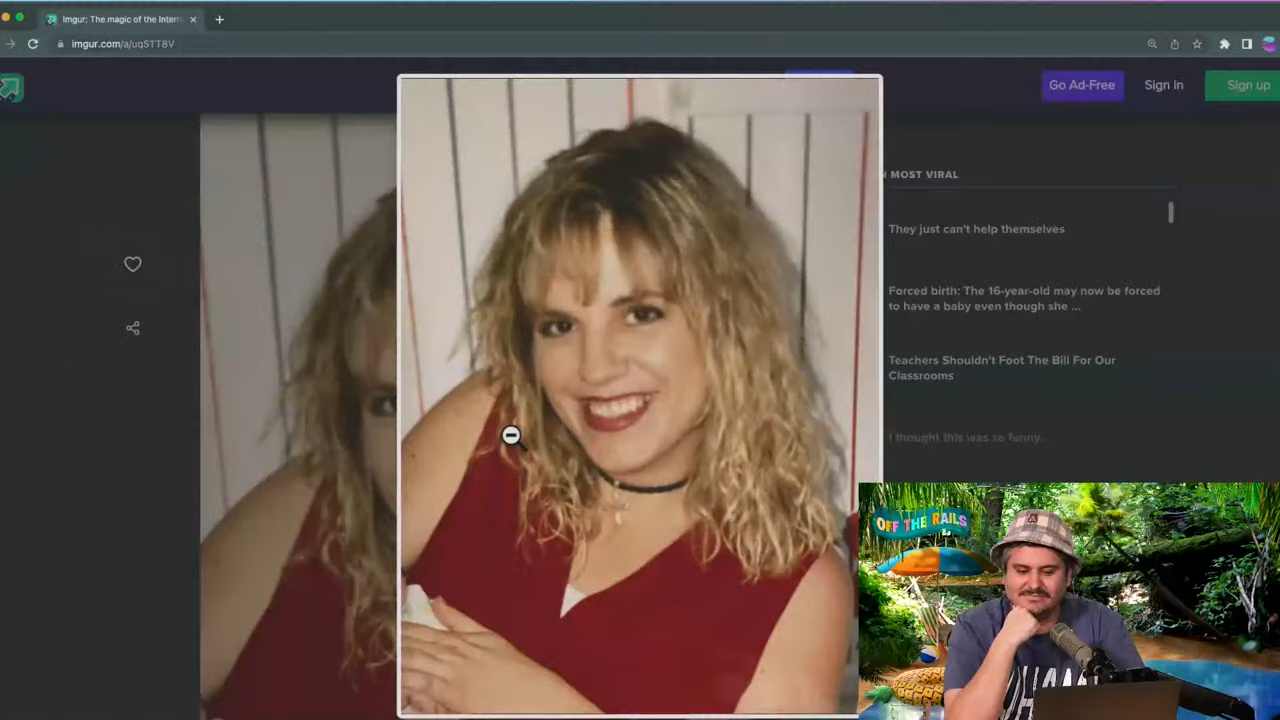 Imgur: The magic of the Intern
imgur.com/a/uqSTT8V
Go Ad-Free
Sign in
Sign up
MOST VIRAL
They just can't help themselves
Forced birth: The 16-year-old may now be forced
to have a baby even though she ...
Teachers Shouldn't Foot The Bill For Our
Classrooms
I thought this was so funny.
OFF THE RAILS